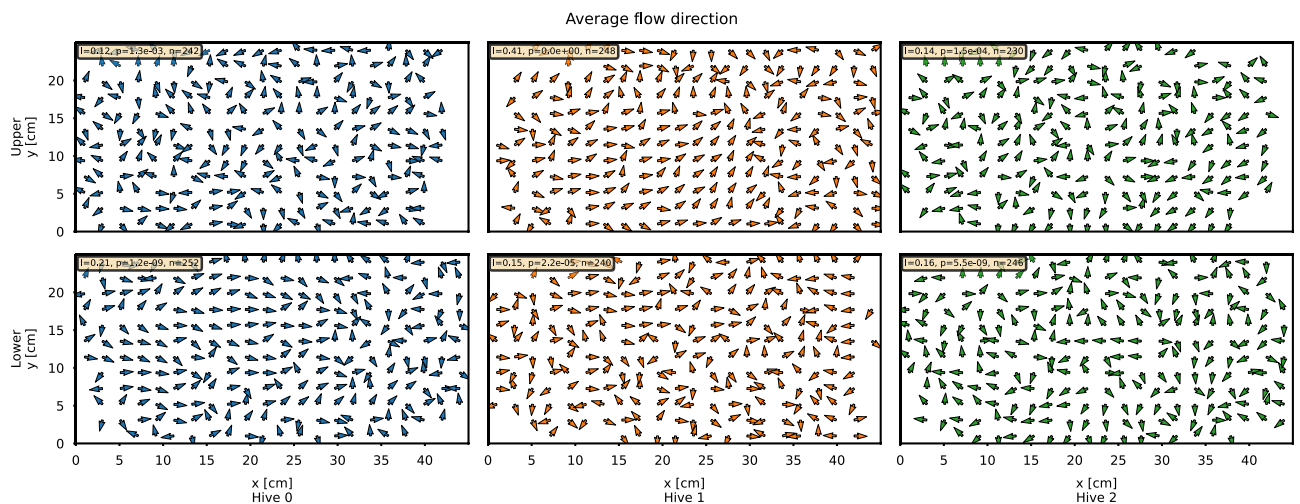 Average flow direction
I=0.12, p=1.3e-03, n=242
I=0.41, p=0.0e+00, n=248
I=0.14, p=1.5e-04, n=230
Upper
y [cm]
20
15
10
5
0
I=0.21, p=1.2e-09, n=252
I=0.15, p=2.2e-05, n=240
I=0.16, p=5.5e-09, n=246
Lower
y [cm]
20
15
10
5
0
0 5 10 15 20 25 30 35 40
0 5 10 15 20 25 30 35 40
0 5 10 15 20 25 30 35 40
x [cm]
Hive 0
x [cm]
Hive 1
x [cm]
Hive 2